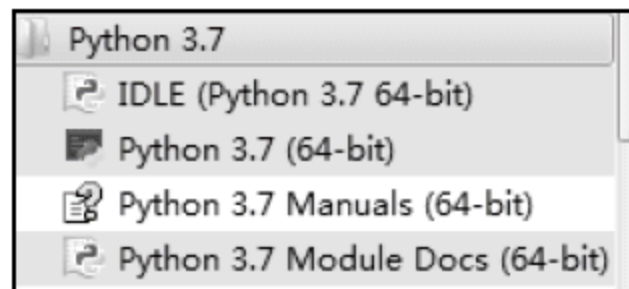 Python 3.7
IDLE (Python 3.7 64-bit)
Python 3.7 (64-bit)
Python 3.7 Manuals (64-bit)
Python 3.7 Module Docs (64-bit)